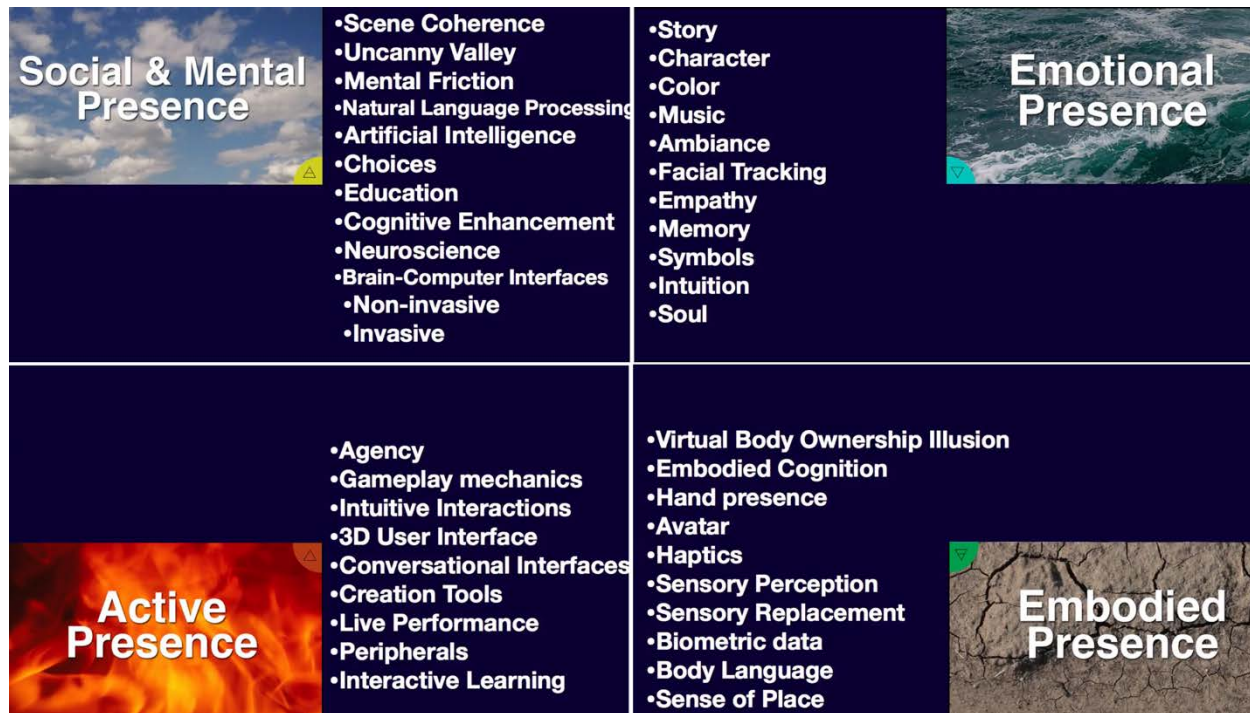 Social & Mental
Presence
•Scene Coherence
•Uncanny Valley
•Mental Friction
•Natural Language Processing
•Artificial Intelligence
•Choices
•Education
•Cognitive Enhancement
•Neuroscience
•Brain-Computer Interfaces
•Non-invasive
•Invasive
•Story
•Character
•Color
•Music
•Ambiance
•Facial Tracking
•Empathy
•Memory
•Symbols
•Intuition
•Soul
Emotional
Presence
Active
Presence
•Agency
•Gameplay mechanics
•Intuitive Interactions
•3D User Interface
•Conversational Interfaces
•Creation Tools
•Live Performance
•Peripherals
•Interactive Learning
•Virtual Body Ownership Illusion
•Embodied Cognition
•Hand presence
•Avatar
•Haptics
•Sensory Perception
•Sensory Replacement
•Biometric data
•Body Language
•Sense of Place
Embodied
Presence